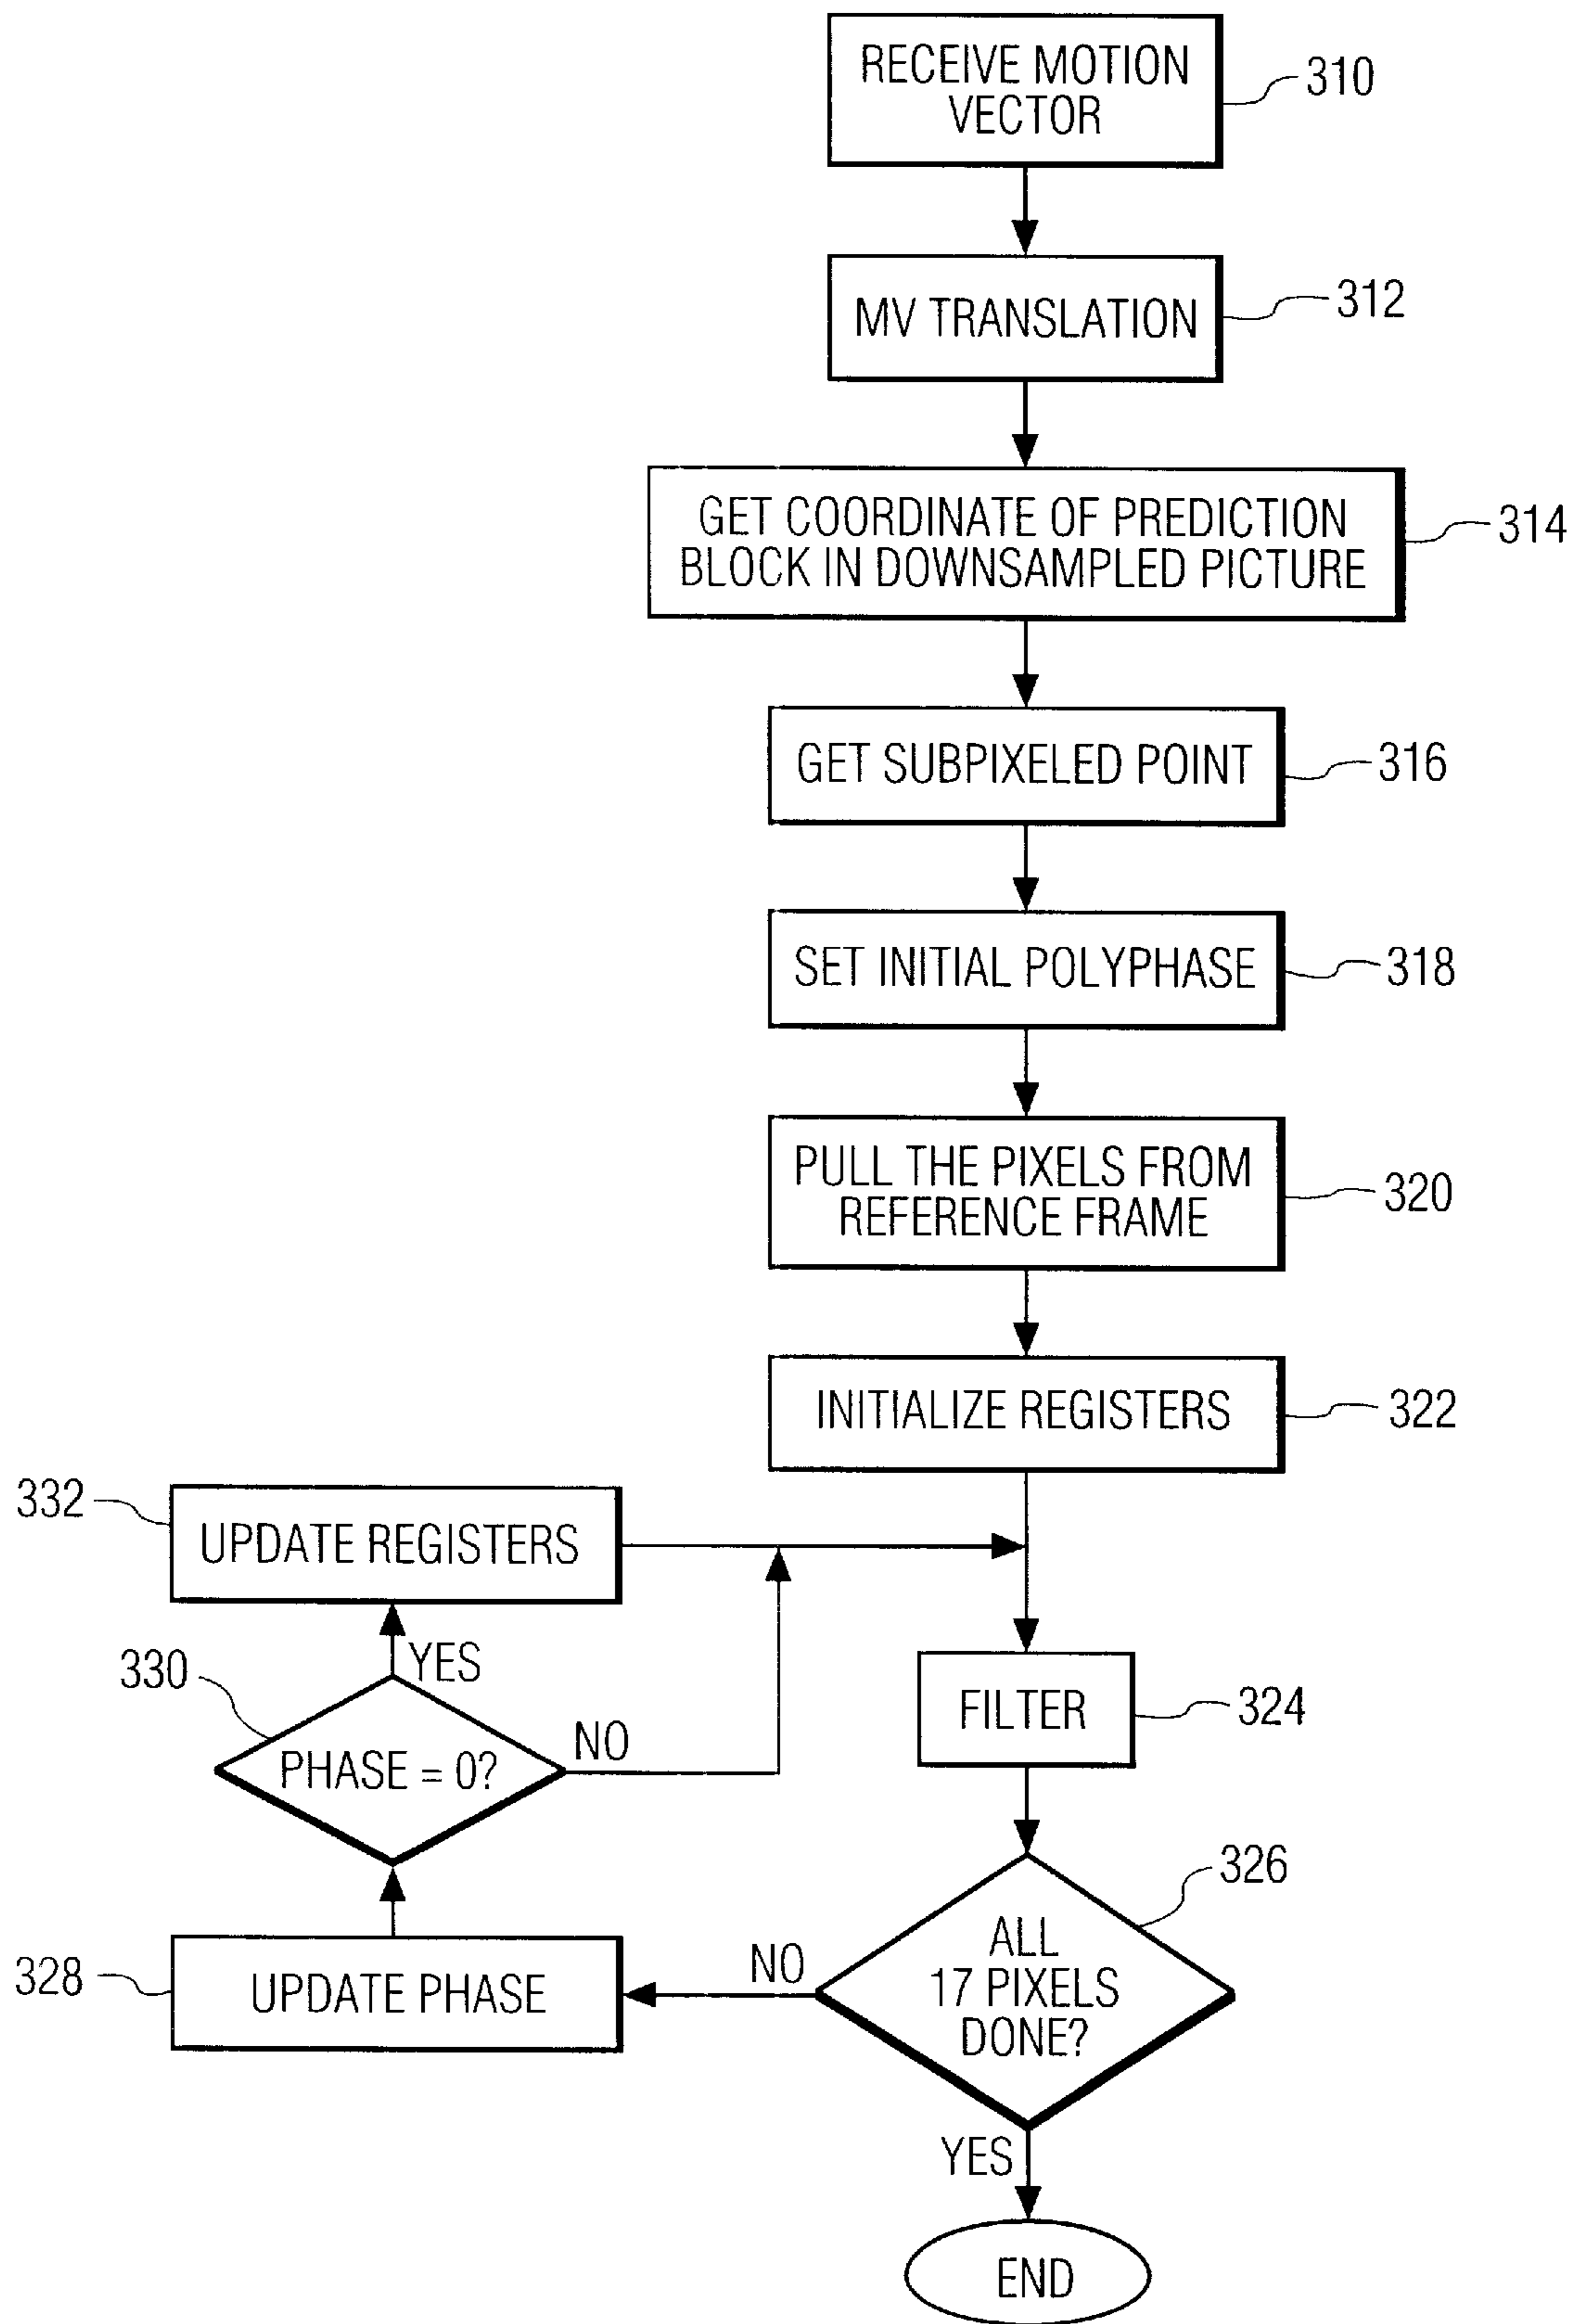 RECEIVE MOTION
VECTOR
310
MV TRANSLATION
312
GET COORDINATE OF PREDICTION
BLOCK IN DOWNSAMPLED PICTURE
314
GET SUBPIXELED POINT
316
SET INITIAL POLYPHASE
318
PULL THE PIXELS FROM
REFERENCE FRAME
320
INITIALIZE REGISTERS
322
332
UPDATE REGISTERS
YES
330
PHASE = 0?
NO
FILTER
324
326
ALL
17 PIXELS
DONE?
NO
328
UPDATE PHASE
YES
END